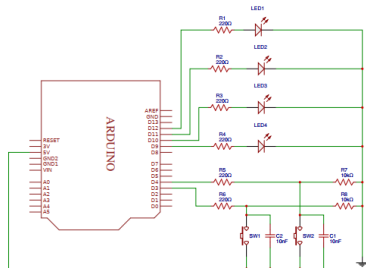 LED1
R1
220Ω
LED2
R2
220Ω
LED3
R3
220Ω
LED4
R4
220Ω
R5
220Ω
R6
220Ω
R7
10kΩ
R8
10kΩ
SW1
C2
10nF
SW2
C1
10nF
ARDUINO
RESET
3V
5V
GND2
GND1
VIN
A0
A1
A2
A3
A4
A5
AREF
GND
D13
D12
D11
D10
D9
D8
D7
D6
D5
D4
D3
D2
D1
D0